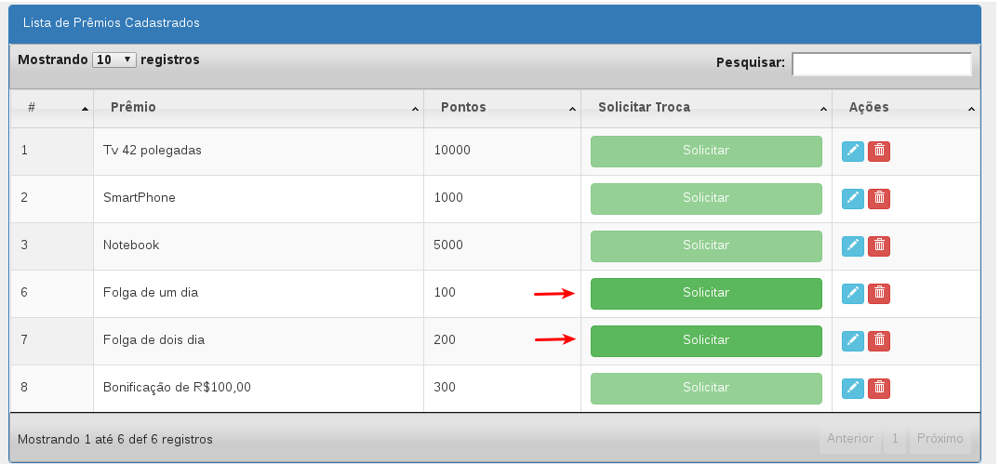 Lista de Prêmios Cadastrados
Mostrando 10 registros Pesquisar:
# Prêmio Pontos Solicitar Troca Ações
1 Tv 42 polegadas 10000 Solicitar
2 SmartPhone 1000 Solicitar
3 Notebook 5000 Solicitar
6 Folga de um dia 100 Solicitar
7 Folga de dois dia 200 Solicitar
8 Bonificação de R$100,00 300 Solicitar
Mostrando 1 até 6 def 6 registros Anterior 1 Próximo